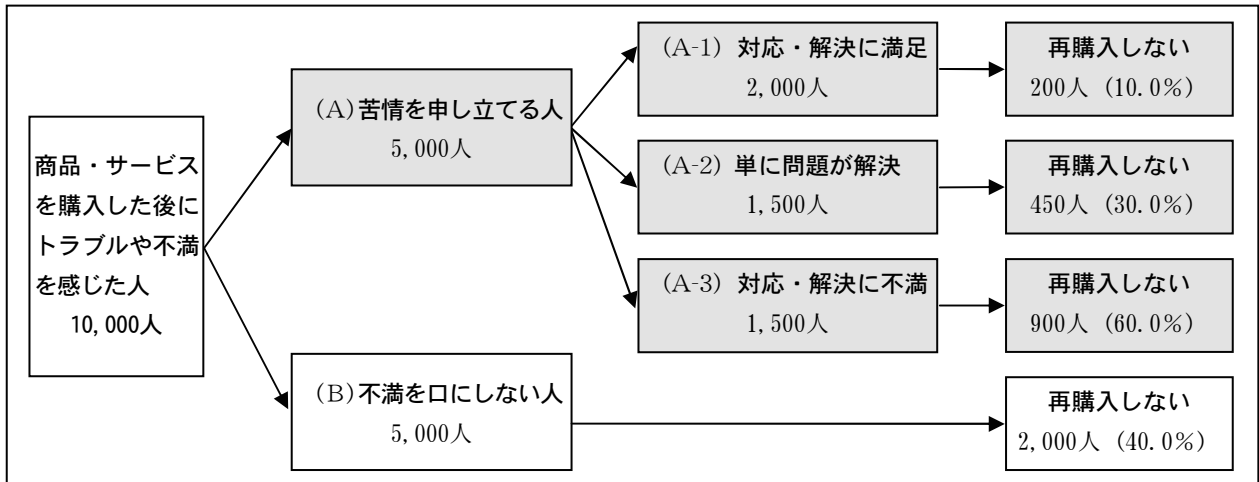 商品・サービス
を購入した後に
トラブルや不満
を感じた人
10,000人
(A)苦情を申し立てる人
5,000人
(A-1) 対応・解決に満足
2,000人
再購入しない
200人 (10.0%)
(A-2) 単に問題が解決
1,500人
再購入しない
450人 (30.0%)
(A-3) 対応・解決に不満
1,500人
再購入しない
900人 (60.0%)
(B)不満を口にしない人
5,000人
再購入しない
2,000人 (40.0%)